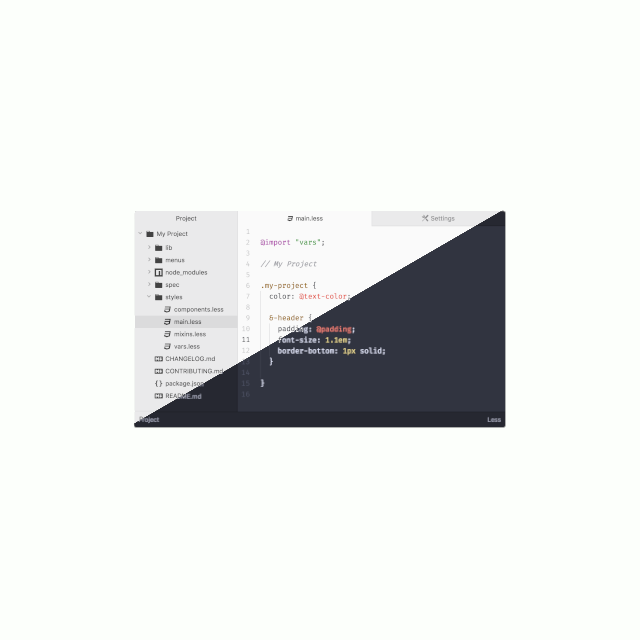 Project
My Project
lib
menus
node_modules
spec
styles
components.less
main.less
mixins.less
vars.less
CHANGELOG.md
CONTRIBUTING.md
package.json
README.md
main.less
Settings
1
2 @import "vars";
3
4 // My Project
5
6 .my-project {
7 color: @text-color;
8
9 &-header {
10 padding: @padding;
11 font-size: 1.1em;
12 border-bottom: 1px solid;
13 }
14
15 }
16
Project
Less